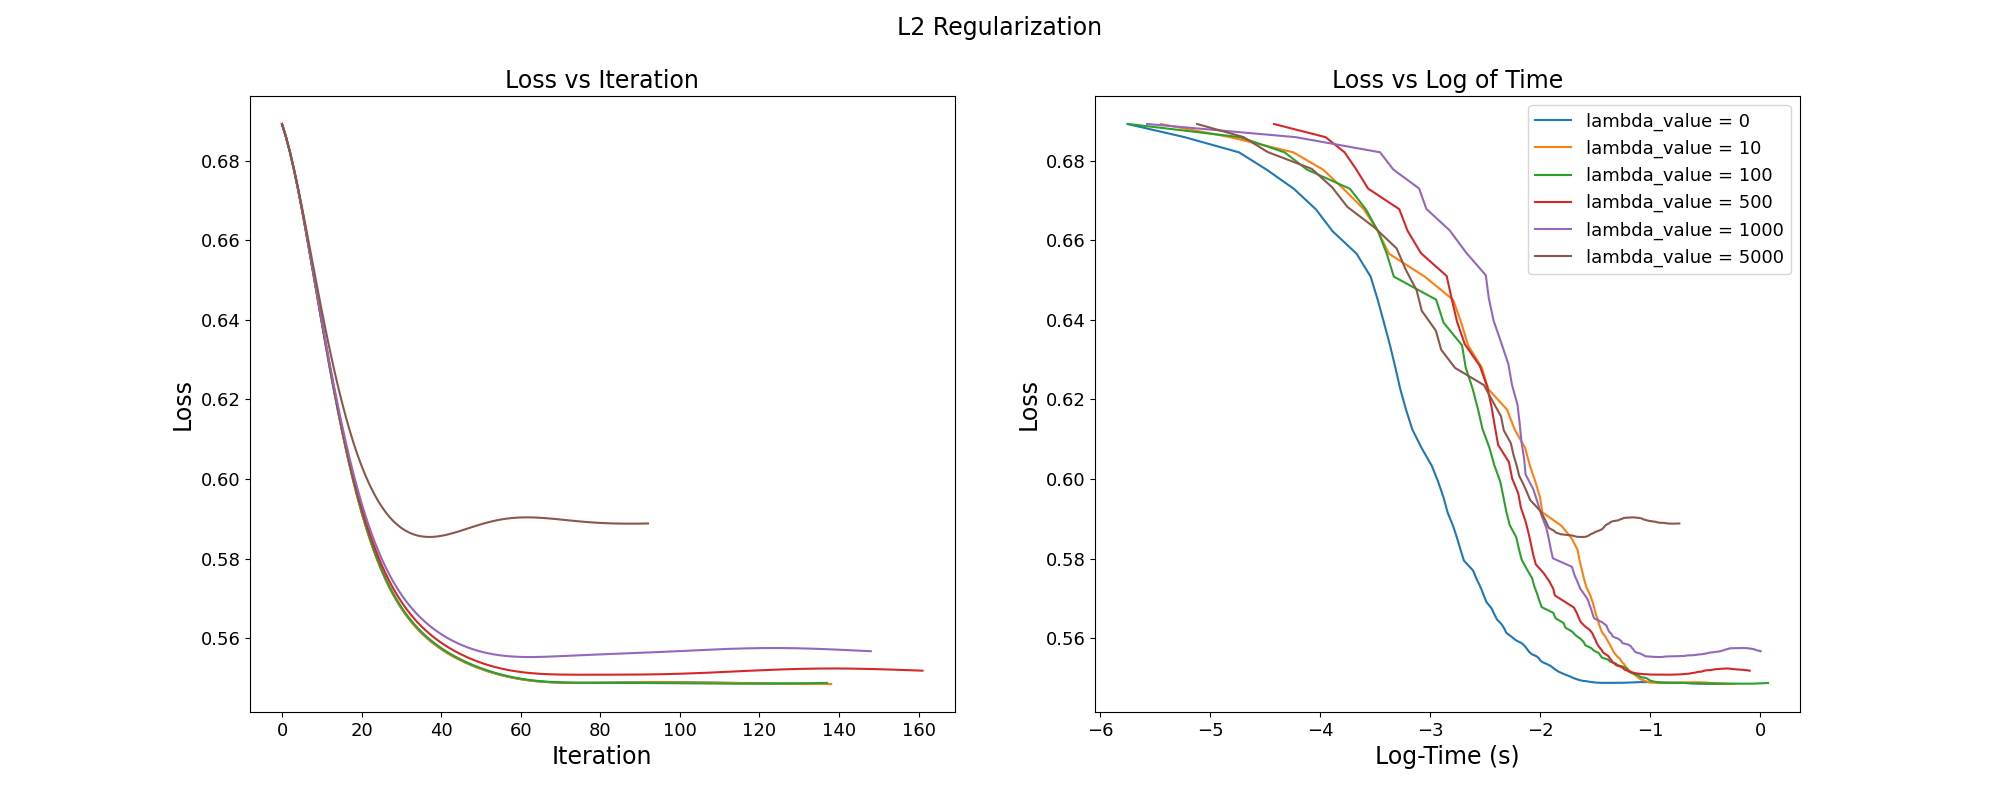 L2 Regularization
Loss vs Iteration
Loss
0.68
0.66
0.64
0.62
0.60
0.58
0.56
0 20 40 60 80 100 120 140 160
Iteration
Loss vs Log of Time
Loss
0.68
0.66
0.64
0.62
0.60
0.58
0.56
lambda_value = 0
lambda_value = 10
lambda_value = 100
lambda_value = 500
lambda_value = 1000
lambda_value = 5000
−6 −5 −4 −3 −2 −1 0
Log-Time (s)